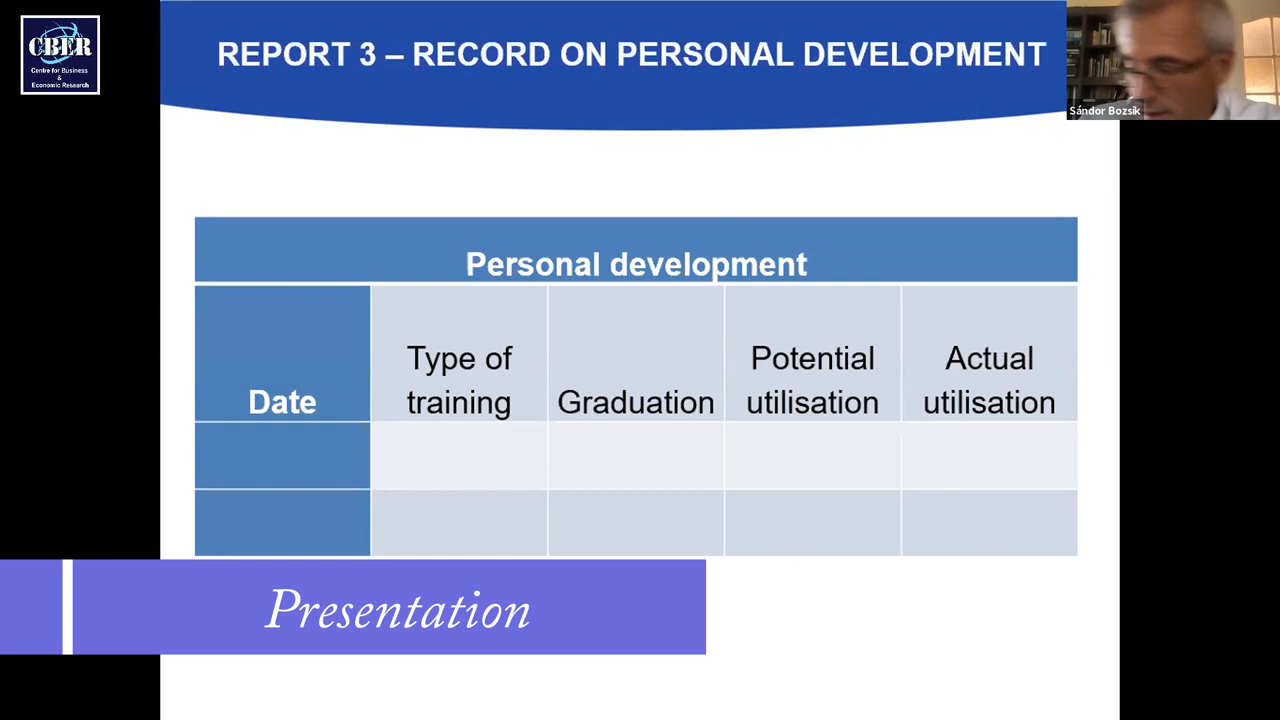 CBER
Centre for Business
&
Economic Research
REPORT 3 – RECORD ON PERSONAL DEVELOPMENT
Sándor Bozsik
Personal development
Date
Type of
training
Graduation
Potential
utilisation
Actual
utilisation
Presentation